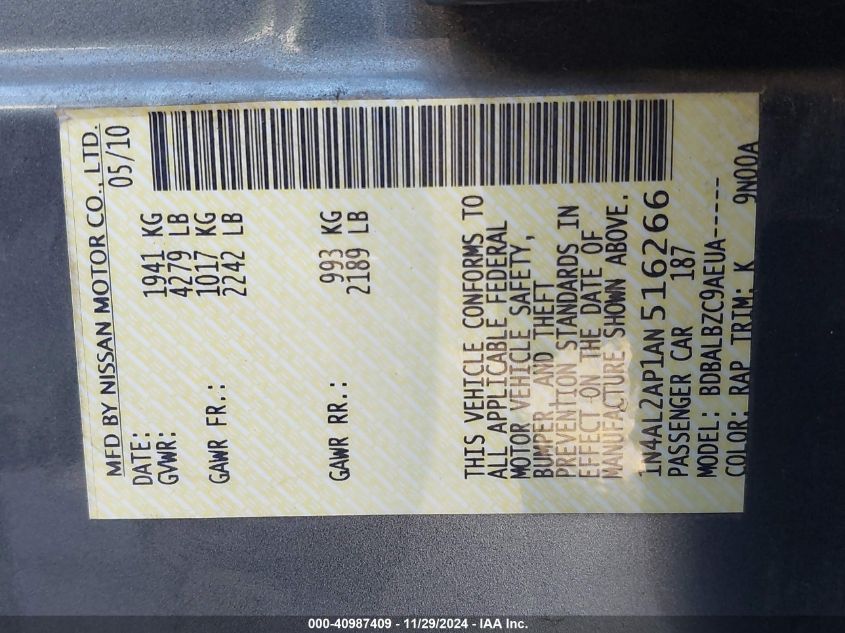 MFD BY NISSAN MOTOR CO., LTD.
DATE: 05/10
GVWR: 1941 KG
4279 LB
GAWR FR.: 1017 KG
2242 LB
GAWR RR.: 993 KG
2189 LB
THIS VEHICLE CONFORMS TO
ALL APPLICABLE FEDERAL
MOTOR VEHICLE SAFETY,
BUMPER, AND THEFT
PREVENTION STANDARDS IN
EFFECT ON THE DATE OF
MANUFACTURE SHOWN ABOVE.
1N4AL2AP1AN516266
PASSENGER CAR 187
MODEL: BDBALBZC9AEUA-----
COLOR: RAP TRIM: K 9N00A
000-40987409 - 11/29/2024 - IAA Inc.